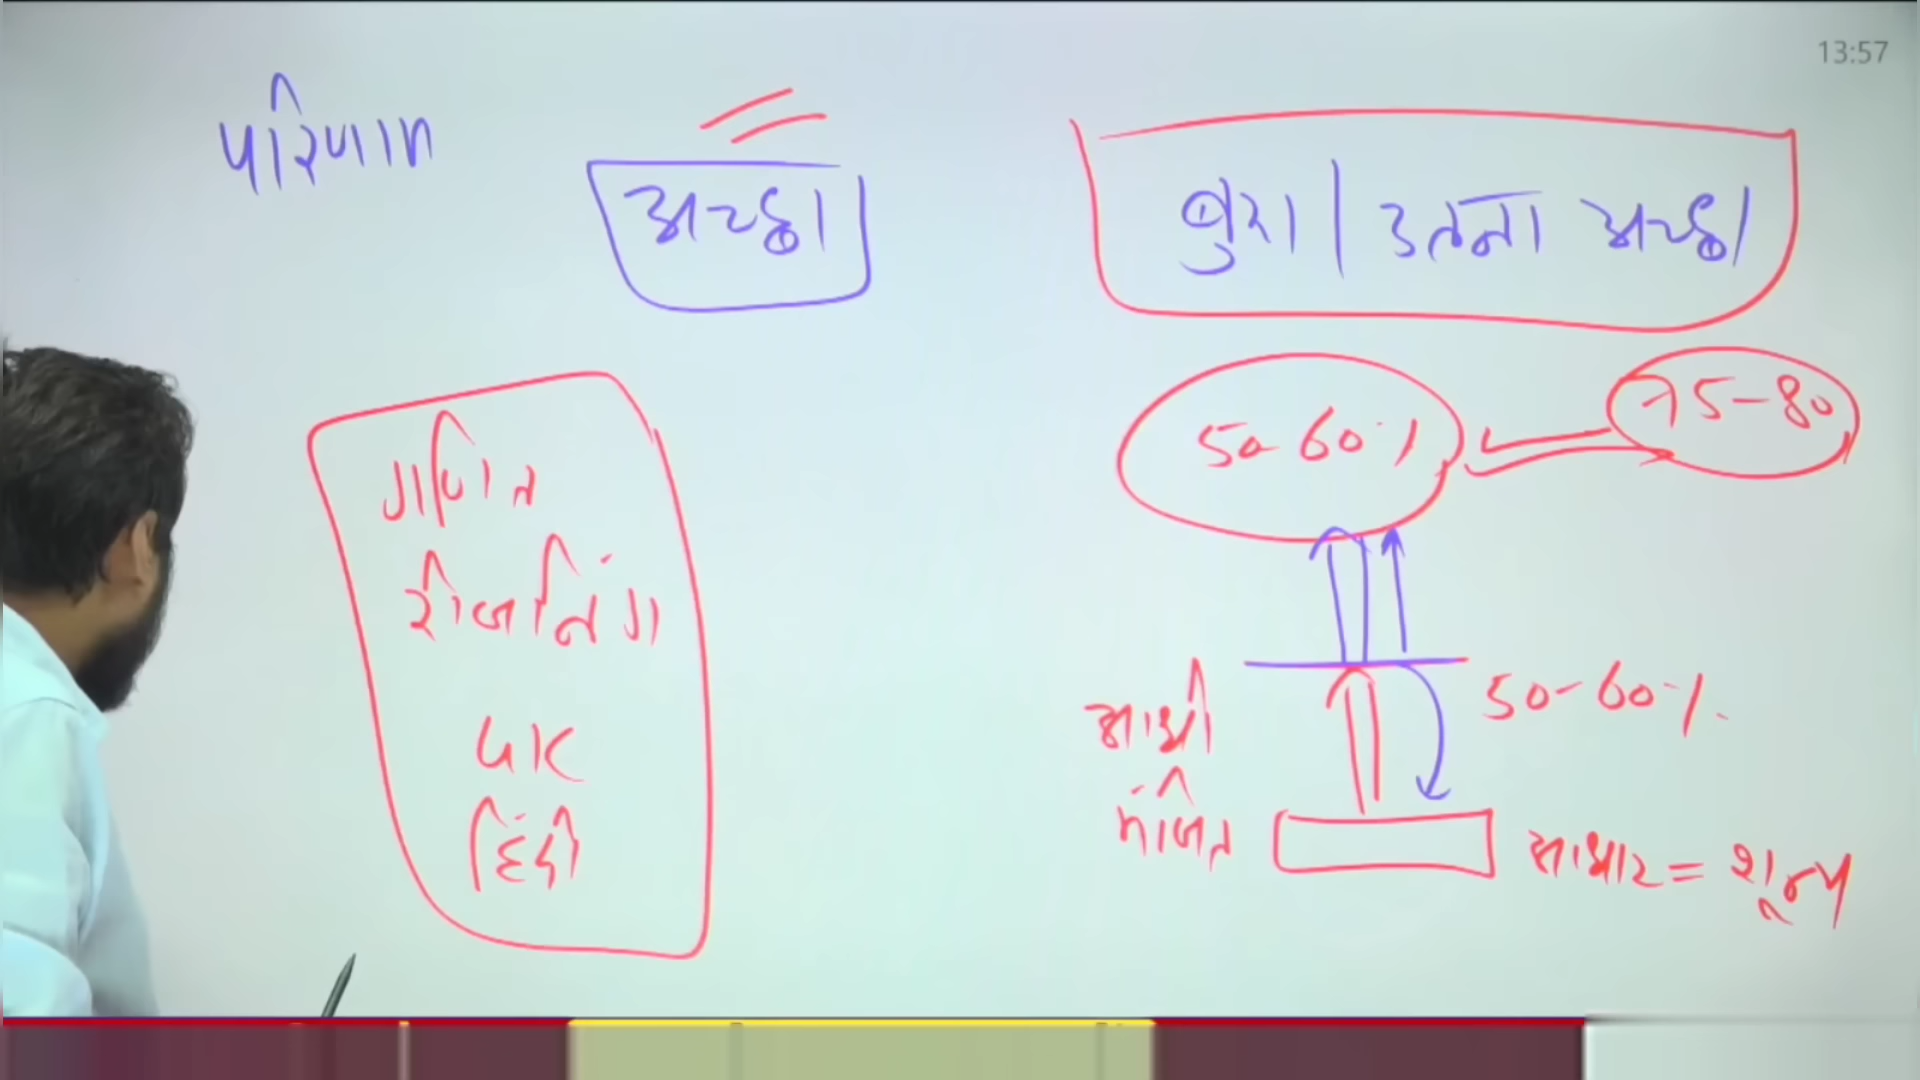 13:57
परिणाम
अच्छा
बुरा | उतना अच्छा
50-60%
75-80
गणित
रीजनिंग
GK
हिंदी
50-60%
आधी
मंजिल
आधार = शून्य